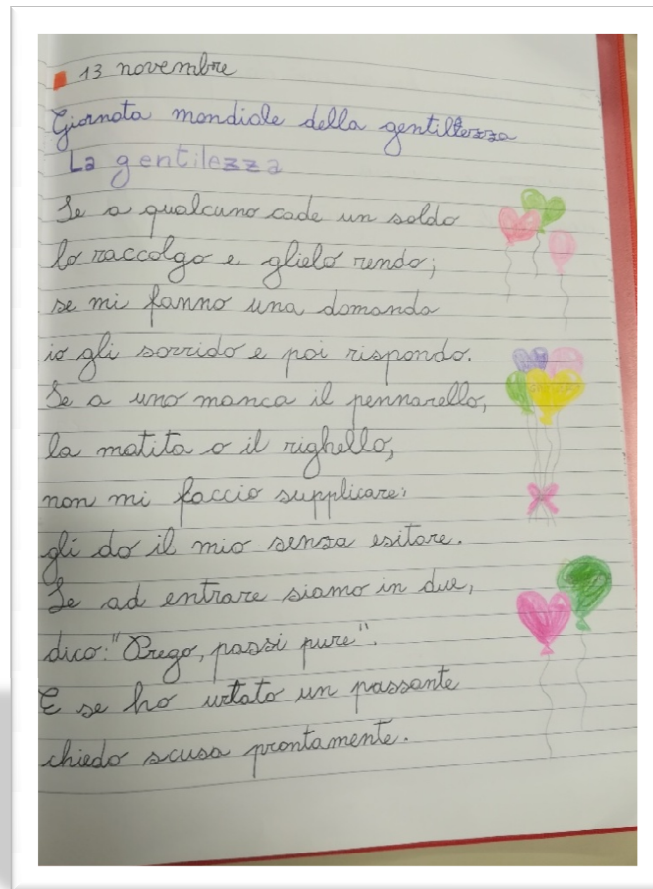 13 novembre
Giornata mondiale della gentillezza
La gentilezza
Se a qualcuno cade un soldo
lo raccolgo e glielo rendo;
se mi fanno una domanda
io gli sorrido e poi rispondo.
Se a uno manca il pennarello,
la matita o il righello,
non mi faccio supplicare:
gli do il mio senza esitare.
Se ad entrare siamo in due,
dico: "Prego, passi pure".
E se ho urtato un passante
chiedo scusa prontamente.